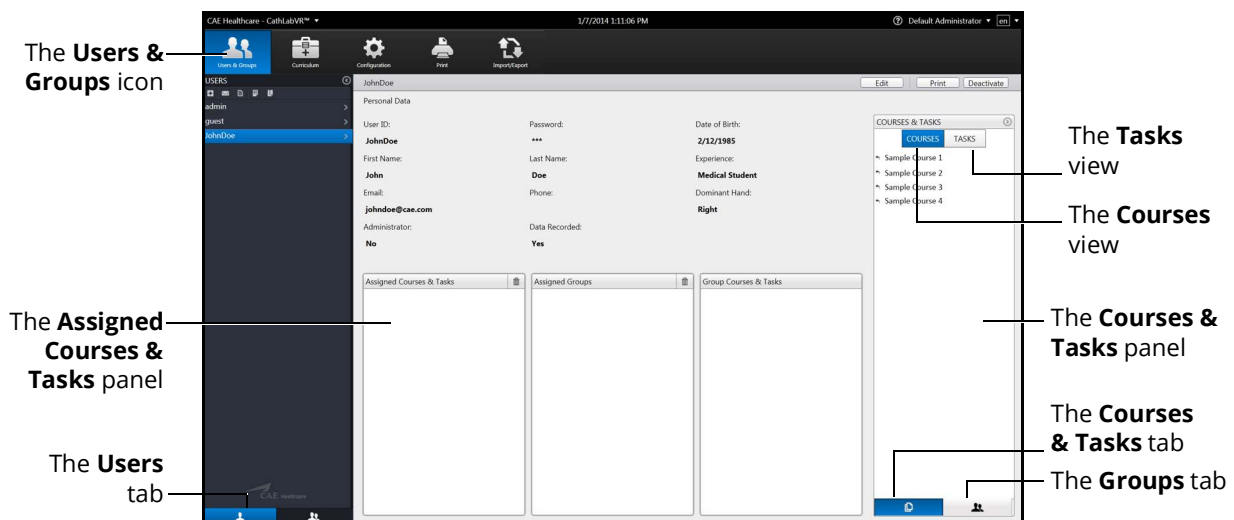 CAE Healthcare - CathLabVR™
1/7/2014 1:11:06 PM
Default Administrator
en
Users & Groups
Curriculum
Configuration
Print
Import/Export
The Users &
Groups icon
USERS
admin
guest
JohnDoe
JohnDoe
Edit
Print
Deactivate
Personal Data
User ID:
Password:
Date of Birth:
JohnDoe
***
2/12/1985
First Name:
Last Name:
Experience:
John
Doe
Medical Student
Email:
Phone:
Dominant Hand:
johndoe@cae.com
Right
Administrator:
Data Recorded:
No
Yes
Assigned Courses & Tasks
Assigned Groups
Group Courses & Tasks
COURSES & TASKS
COURSES
TASKS
Sample Course 1
Sample Course 2
Sample Course 3
Sample Course 4
The Tasks
view
The Courses
view
The Assigned
Courses &
Tasks panel
The Courses &
Tasks panel
The Courses
& Tasks tab
The Users
tab
The Groups tab
CAE Healthcare